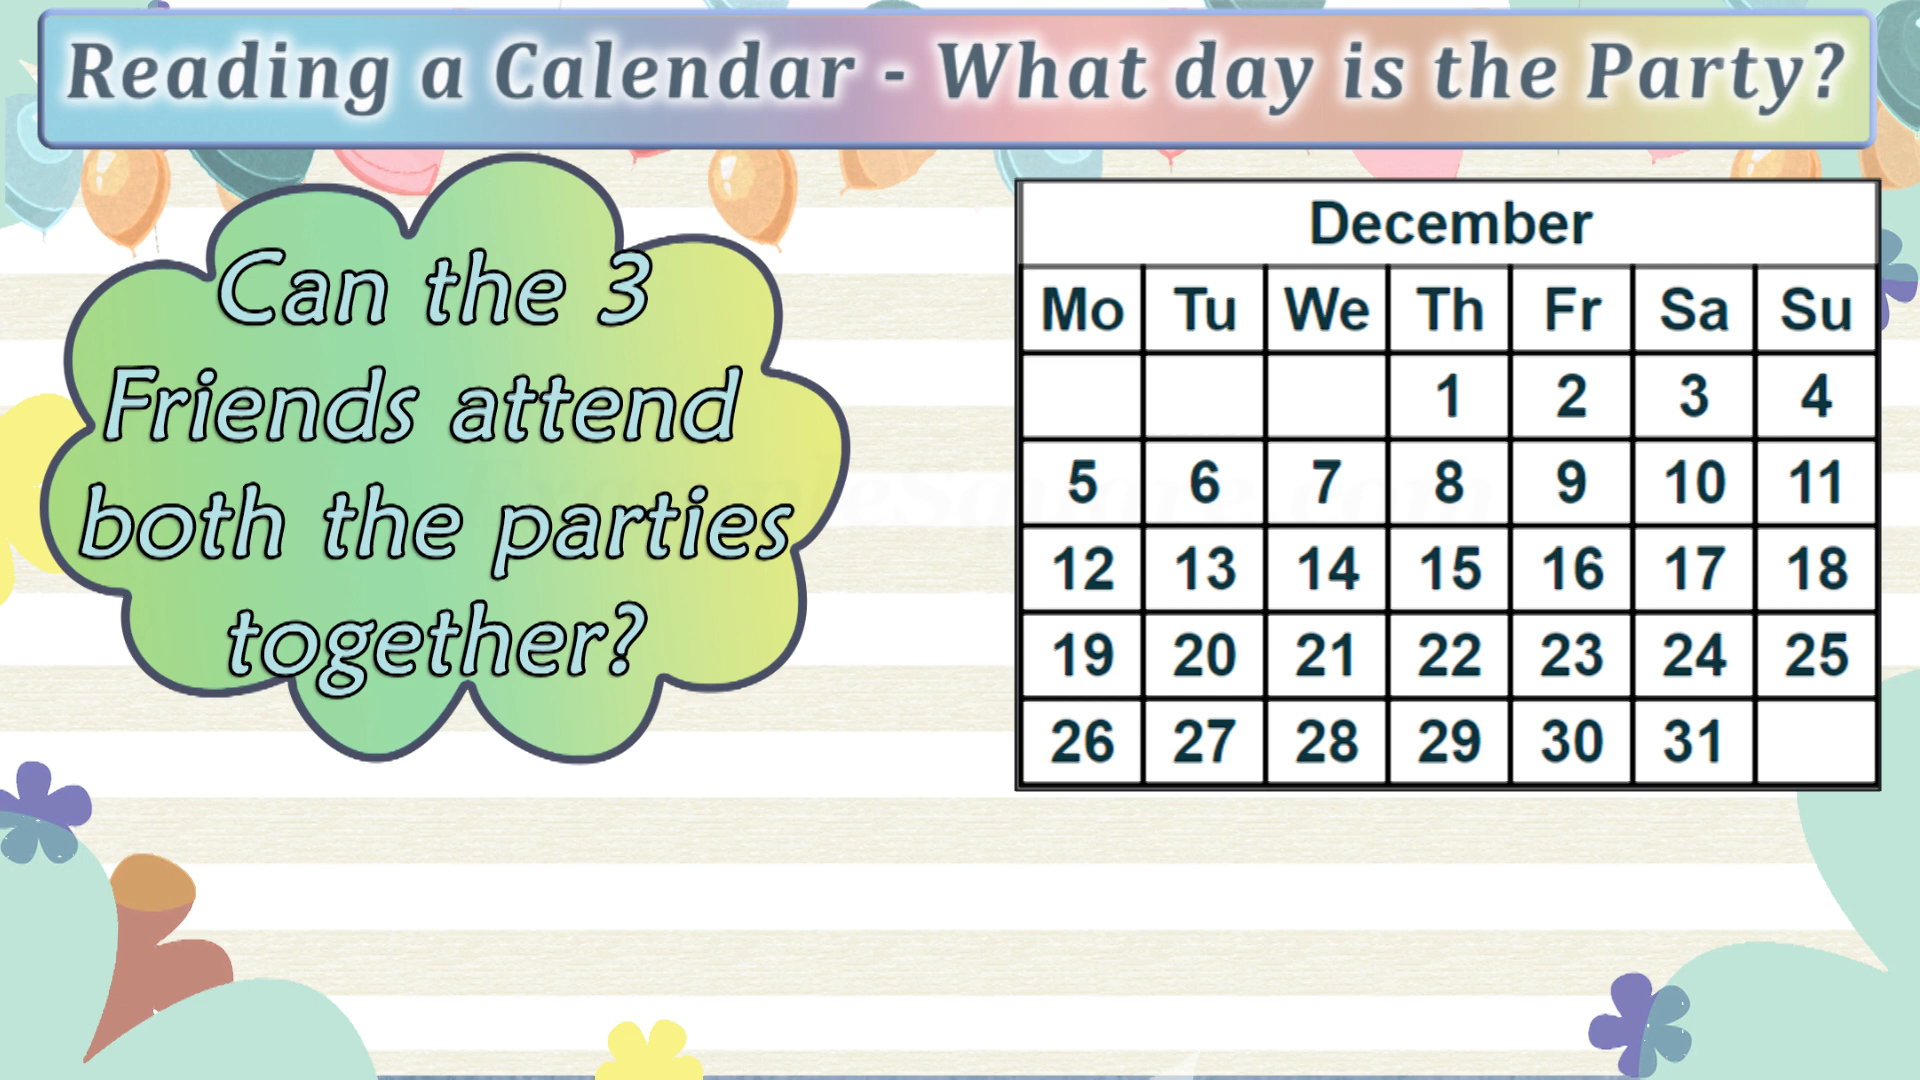 Reading a Calendar - What day is the Party?
Can the 3
Friends attend
both the parties
together?
December
Mo Tu We Th Fr Sa Su
1 2 3 4
5 6 7 8 9 10 11
12 13 14 15 16 17 18
19 20 21 22 23 24 25
26 27 28 29 30 31